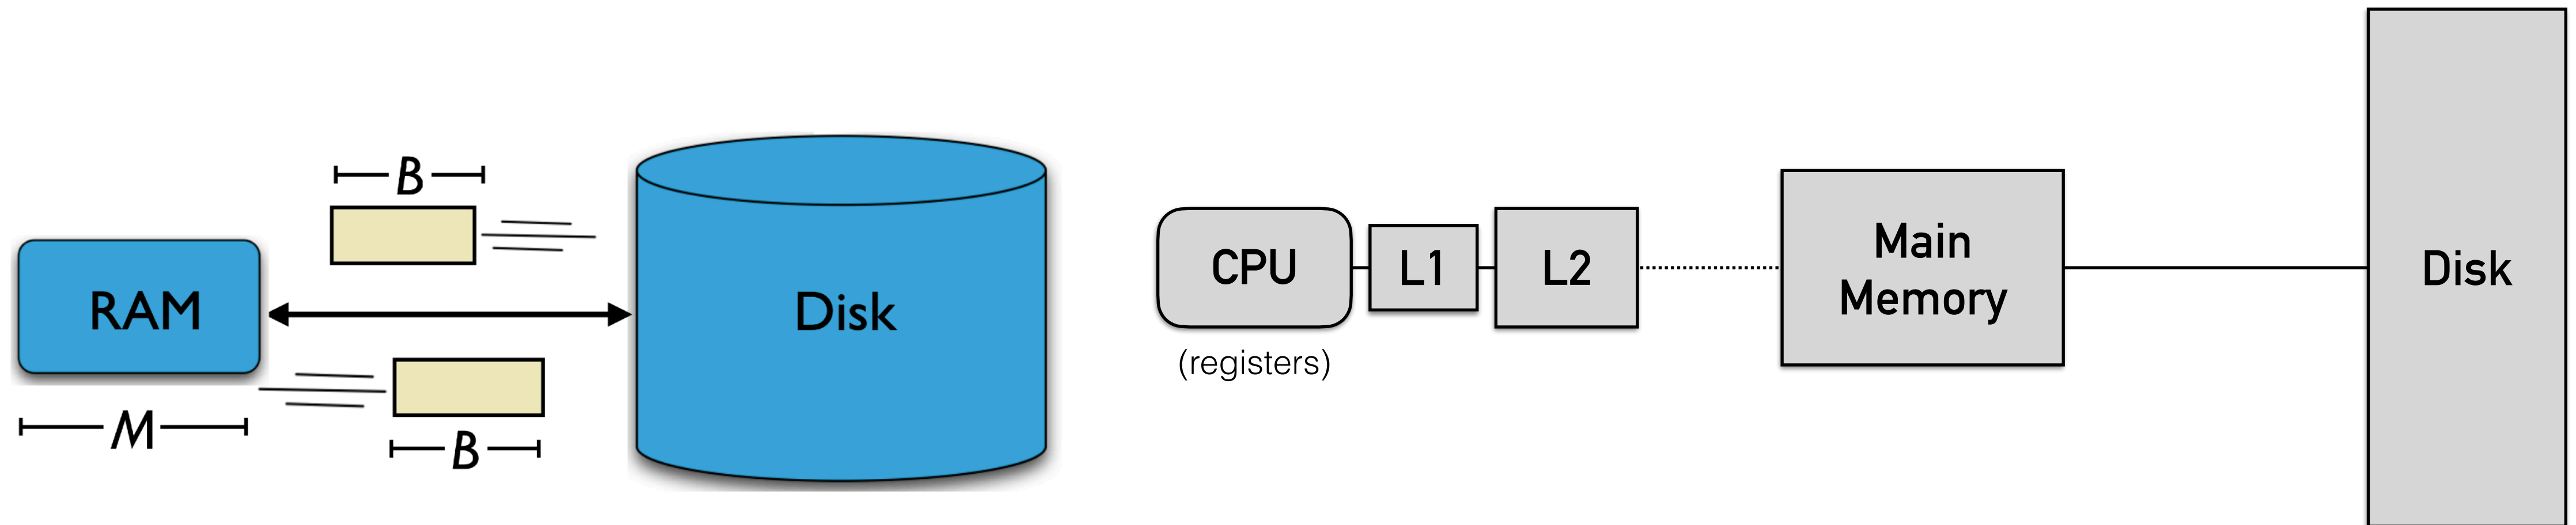 B
RAM
Disk
M
B
CPU
(registers)
L1
L2
Main
Memory
Disk